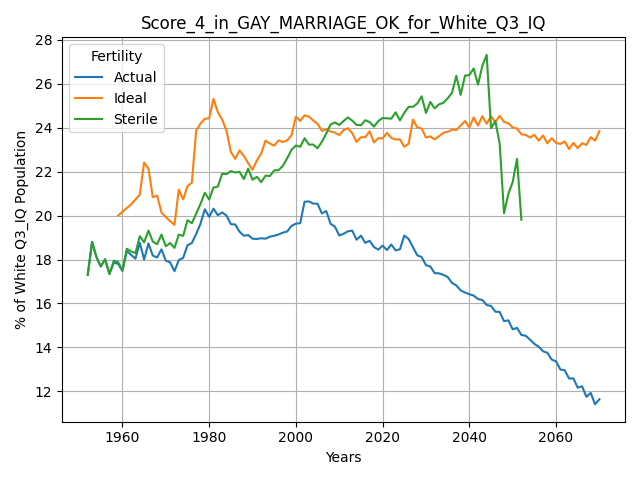 Score_4_in_GAY_MARRIAGE_OK_for_White_Q3_IQ
% of White Q3_IQ Population
28
26
24
22
20
18
16
14
12
Fertility
Actual
Ideal
Sterile
1960 1980 2000 2020 2040 2060
Years